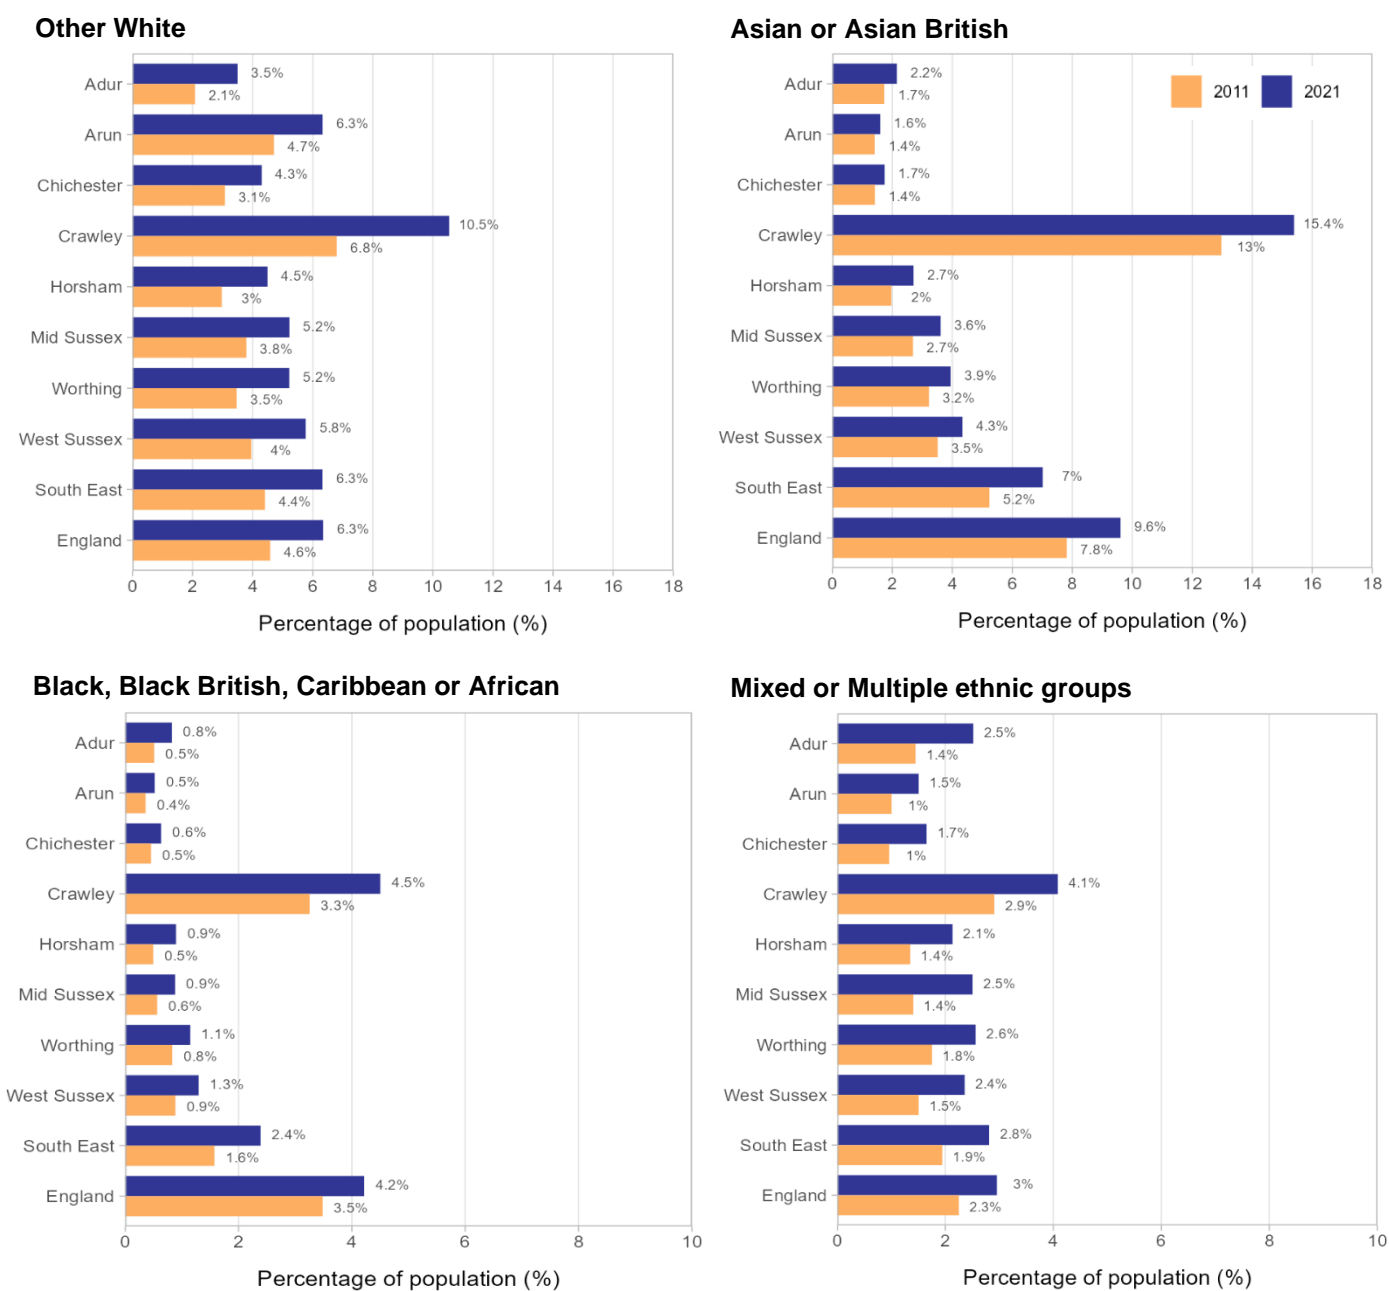 Other White
Adur
3.5%
2.1%
Arun
6.3%
4.7%
Chichester
4.3%
3.1%
Crawley
10.5%
6.8%
Horsham
4.5%
3%
Mid Sussex
5.2%
3.8%
Worthing
5.2%
3.5%
West Sussex
5.8%
4%
South East
6.3%
4.4%
England
6.3%
4.6%
0 2 4 6 8 10 12 14 16 18
Percentage of population (%)
Asian or Asian British
2011 2021
Adur
2.2%
1.7%
Arun
1.6%
1.4%
Chichester
1.7%
1.4%
Crawley
15.4%
13%
Horsham
2.7%
2%
Mid Sussex
3.6%
2.7%
Worthing
3.9%
3.2%
West Sussex
4.3%
3.5%
South East
7%
5.2%
England
9.6%
7.8%
0 2 4 6 8 10 12 14 16 18
Percentage of population (%)
Black, Black British, Caribbean or African
Adur
0.8%
0.5%
Arun
0.5%
0.4%
Chichester
0.6%
0.5%
Crawley
4.5%
3.3%
Horsham
0.9%
0.5%
Mid Sussex
0.9%
0.6%
Worthing
1.1%
0.8%
West Sussex
1.3%
0.9%
South East
2.4%
1.6%
England
4.2%
3.5%
0 2 4 6 8 10
Percentage of population (%)
Mixed or Multiple ethnic groups
Adur
2.5%
1.4%
Arun
1.5%
1%
Chichester
1.7%
1%
Crawley
4.1%
2.9%
Horsham
2.1%
1.4%
Mid Sussex
2.5%
1.4%
Worthing
2.6%
1.8%
West Sussex
2.4%
1.5%
South East
2.8%
1.9%
England
3%
2.3%
0 2 4 6 8 10
Percentage of population (%)